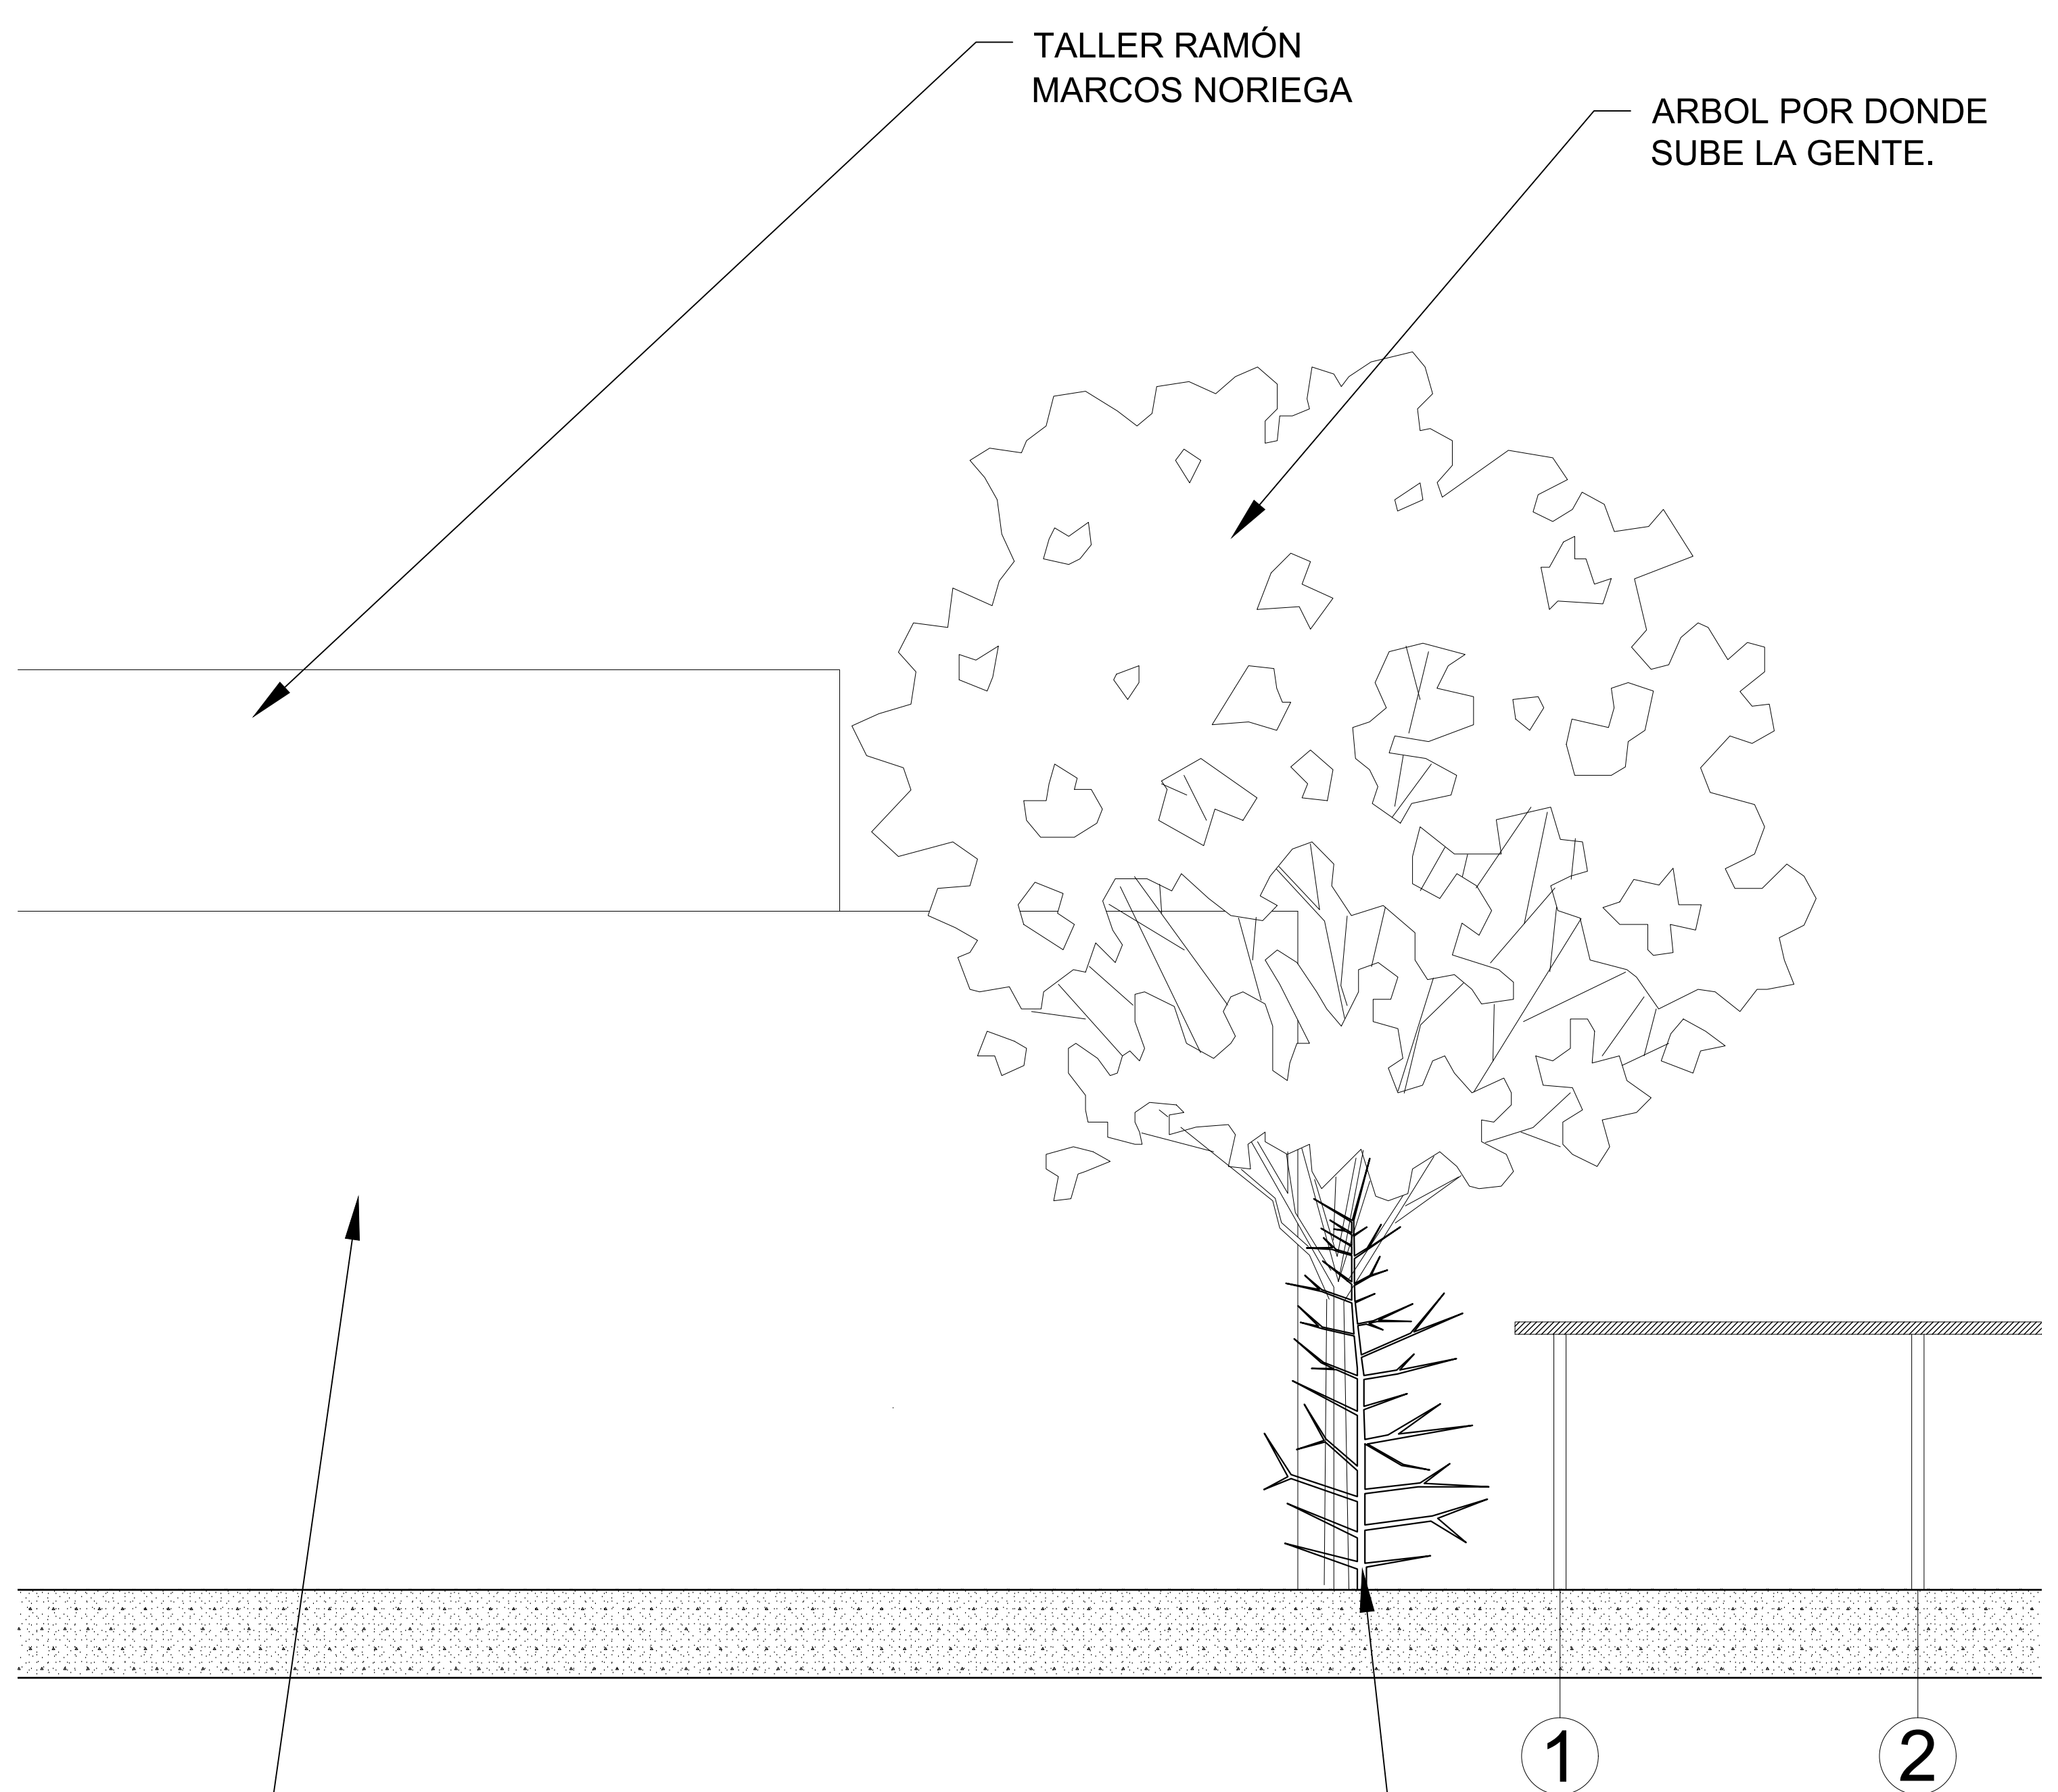 TALLER RAMÓN
MARCOS NORIEGA
ARBOL POR DONDE
SUBE LA GENTE.
1
2